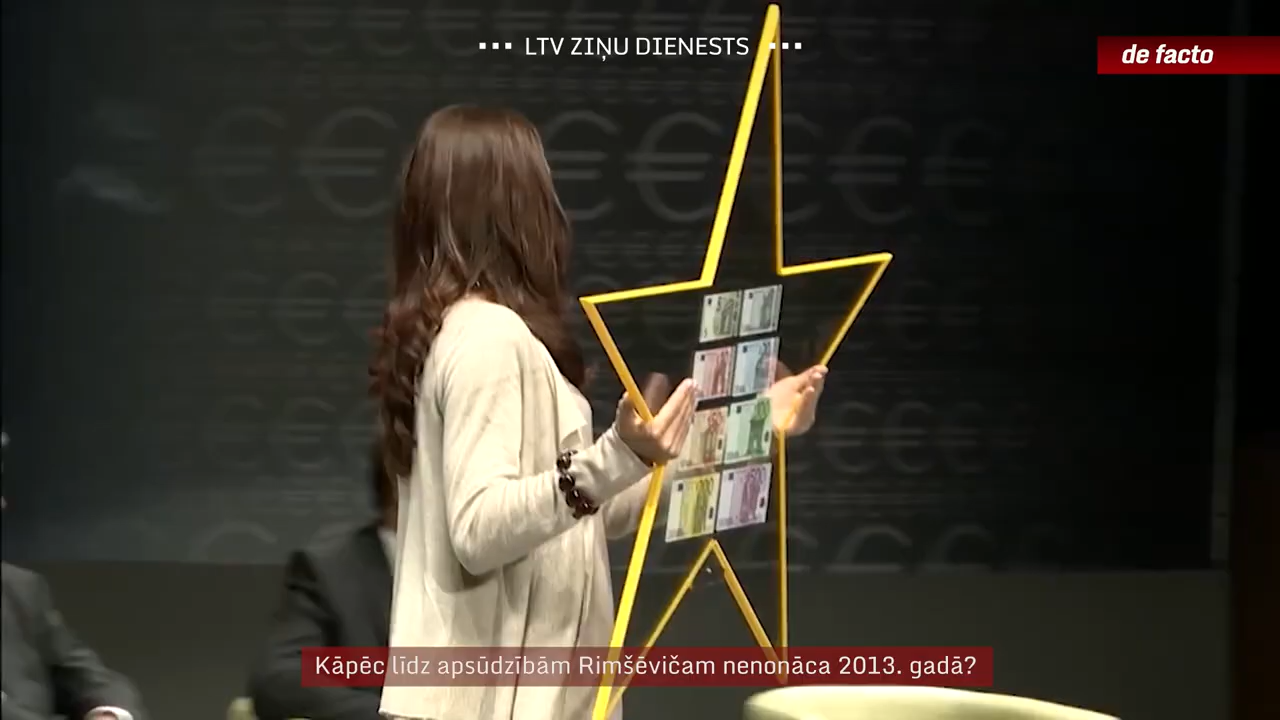 LTV ZIŅU DIENESTS
de facto
Kāpēc līdz apsūdzībām Rimšēvičam nenonāca 2013. gadā?